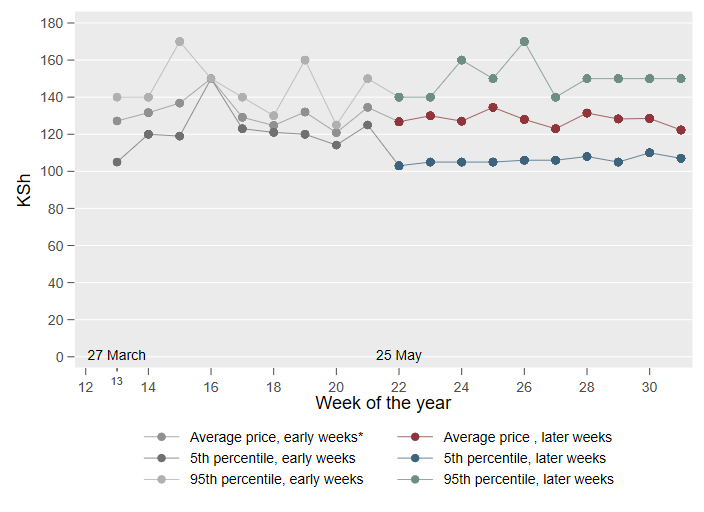 180
160
140
120
100
80
60
40
20
0
KSh
27 March
25 May
12 13 14 16 18 20 22 24 26 28 30
Week of the year
Average price, early weeks* Average price , later weeks
5th percentile, early weeks 5th percentile, later weeks
95th percentile, early weeks 95th percentile, later weeks